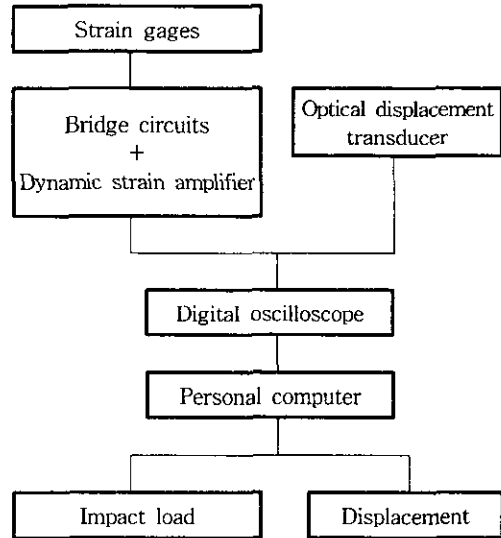 Strain gages
Bridge circuits
+
Dynamic strain amplifier
Optical displacement
transducer
Digital oscilloscope
Personal computer
Impact load
Displacement